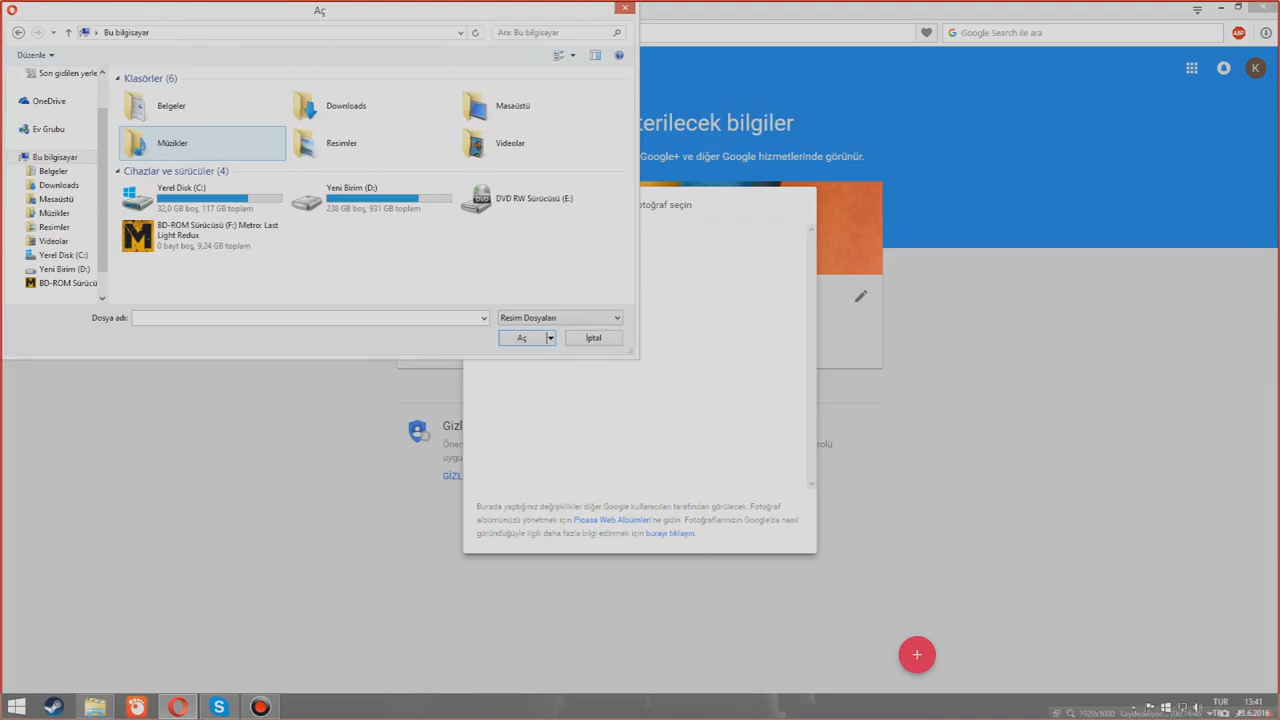 Aç
Bu bilgisayar
Ara: Bu bilgisayar
Google Search ile ara
ABP
Düzenle
Son gidilen yerle
OneDrive
Ev Grubu
Bu bilgisayar
Belgeler
Downloads
Masaüstü
Müzikler
Resimler
Videolar
Yerel Disk (C:)
Yeni Birim (D:)
BD-ROM Sürücü
Klasörler (6)
Belgeler
Downloads
Masaüstü
Müzikler
Resimler
Videolar
Cihazlar ve sürücüler (4)
Yerel Disk (C:)
32,0 GB boş, 117 GB toplam
Yeni Birim (D:)
238 GB boş, 931 GB toplam
DVD RW Sürücüsü (E:)
BD-ROM Sürücüsü (F:) Metro: Last
Light Redux
0 bayt boş, 9,24 GB toplam
Dosya adı:
Resim Dosyaları
Aç
İptal
K
terilecek bilgiler
Google+ ve diğer Google hizmetlerinde görünür.
otoğraf seçin
Gizl
Önem
rolü
uygu
GİZL
Burada yaptığınız değişiklikler diğer Google kullanıcıları tarafından görülecek. Fotoğraf
albümünüzü yönetmek için Picasa Web Albümleri'ne gidin. Fotoğraflarınızın Google'da nasıl
göründüğüyle ilgili daha fazla bilgi edinmek için burayı tıklayın.
TUR
13:41
1920x1080